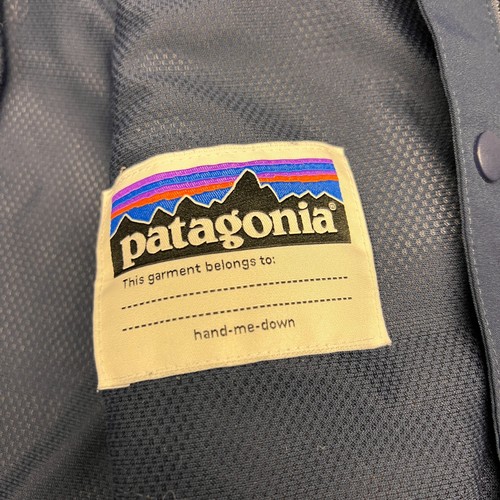 patagonia®
This garment belongs to:
hand-me-down